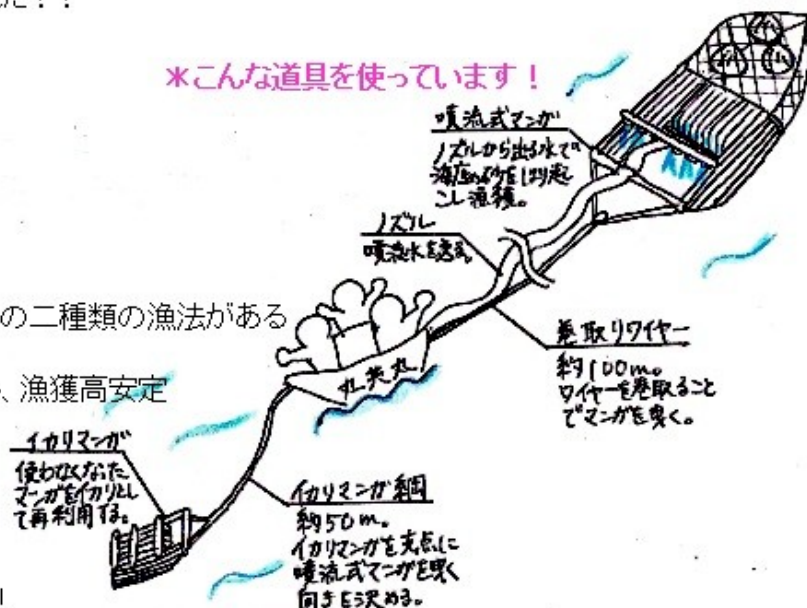 *こんな道具を使っています！
噴流式マンガ
ノズルから出る水で
海底の砂をほり起
こし漁獲。
ノズル
噴流水を送る。
の二種類の漁法がある
、漁獲高安定
巻取りワイヤー
約100m。
ワイヤーを巻取ること
でマンガを曳く。
イカリマンガ
使わなくなった
マンガをイカリとし
て再利用する。
イカリマンガ綱
約50m。
イカリマンガを支点に
噴流式マンガを曳く
向きを決める。